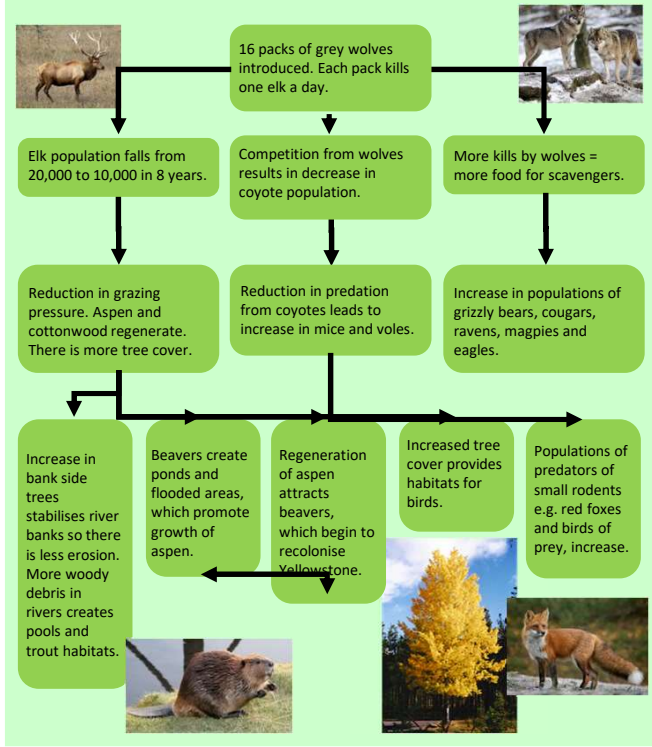 16 packs of grey wolves
introduced. Each pack kills
one elk a day.
Elk population falls from
20,000 to 10,000 in 8 years.
Competition from wolves
results in decrease in
coyote population.
More kills by wolves =
more food for scavengers.
Reduction in grazing
pressure. Aspen and
cottonwood regenerate.
There is more tree cover.
Reduction in predation
from coyotes leads to
increase in mice and voles.
Increase in populations of
grizzly bears, cougars,
ravens, magpies and
eagles.
Increase in
bank side
trees
stabilises river
banks so there
is less erosion.
More woody
debris in
rivers creates
pools and
trout habitats.
Beavers create
ponds and
flooded areas,
which promote
growth of
aspen.
Regeneration
of aspen
attracts
beavers,
which begin to
recolonise
Yellowstone.
Increased tree
cover provides
habitats for
birds.
Populations of
predators of
small rodents
e.g. red foxes
and birds of
prey, increase.